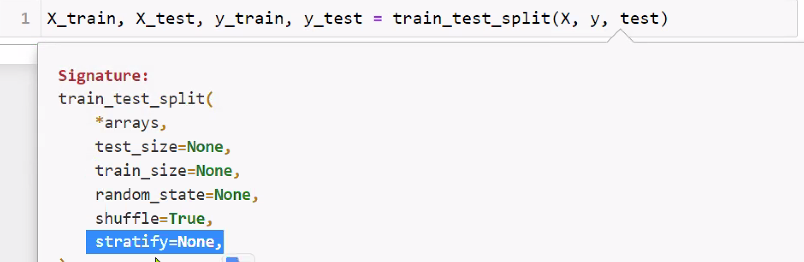 1 X_train, X_test, y_train, y_test = train_test_split(X, y, test)
Signature:
train_test_split(
*arrays,
test_size=None,
train_size=None,
random_state=None,
shuffle=True,
stratify=None,